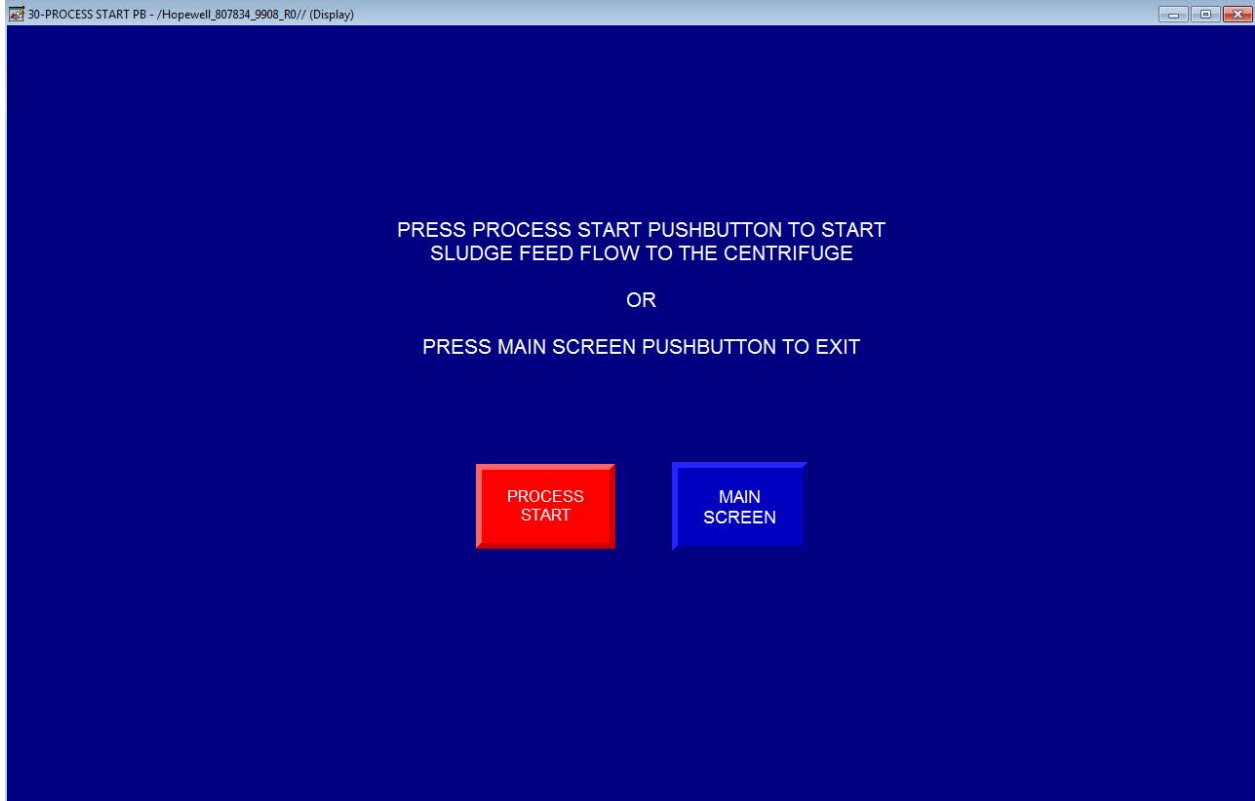 30-PROCESS START PB - /Hopewell_807834_9908_R0// (Display)
PRESS PROCESS START PUSHBUTTON TO START
SLUDGE FEED FLOW TO THE CENTRIFUGE
OR
PRESS MAIN SCREEN PUSHBUTTON TO EXIT
PROCESS
START
MAIN
SCREEN